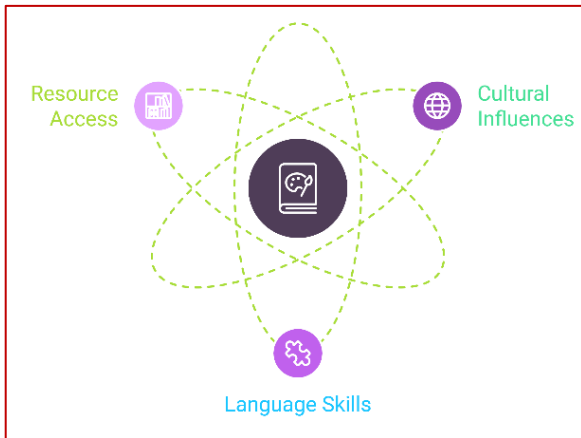 Resource
Access
Cultural
Influences
Language Skills